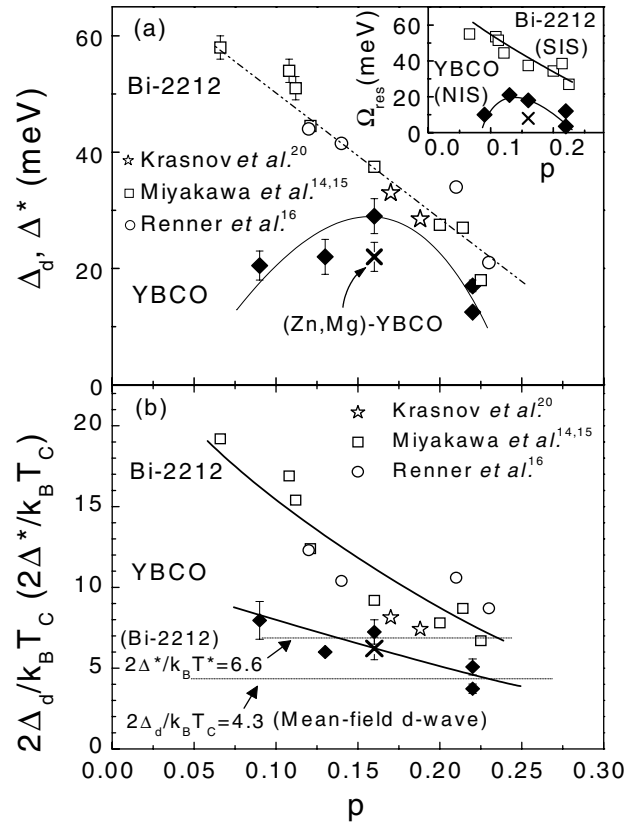 (a)
60
40
20
0
Δ_d, Δ* (meV)
Bi-2212
☆ Krasnov et al.²⁰
□ Miyakawa et al.¹⁴,¹⁵
○ Renner et al.¹⁶
YBCO
(Zn,Mg)-YBCO
Ω_res (meV)
60
40
20
0
Bi-2212
(SIS)
YBCO
(NIS)
0.0
0.1
0.2
p
(b)
20
15
10
5
0
2Δ_d/k_BT_C (2Δ*/k_BT_C)
☆ Krasnov et al.²⁰
□ Miyakawa et al.¹⁴,¹⁵
○ Renner et al.¹⁶
Bi-2212
YBCO
(Bi-2212)
2Δ*/k_BT*=6.6
2Δ_d/k_BT_C=4.3 (Mean-field d-wave)
0.00 0.05 0.10 0.15 0.20 0.25 0.30
p